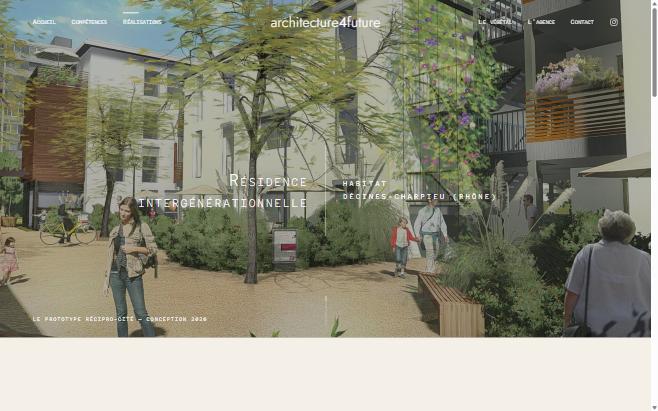 Accueil
Compétences
Réalisations
architecture4future
Le végétal
L'agence
Contact
Résidence
intergénérationnelle
Habitat
Décines-Charpieu (Rhône)
Le prototype Récipro-Cité — Conception 2020